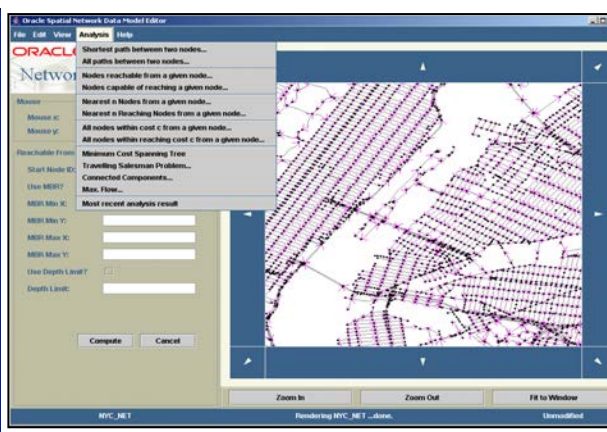 Oracle Spatial Network Data Model Editor
File Edit View Analysis Help
ORACL
Networ
Shortest path between two nodes...
All paths between two nodes...
Nodes reachable from a given node...
Nodes capable of reaching a given node...
Nearest n Nodes from a given node...
Nearest n Reaching Nodes from a given node...
All nodes within cost c from a given node...
All nodes within reaching cost c from a given node...
Minimum Cost Spanning Tree
Travelling Salesman Problem...
Connected Components...
Max. Flow...
Most recent analysis result
Mouse
Mouse x:
Mouse y:
Reachable From
Start Node ID:
Use MBR?
MBR Min X:
MBR Min Y:
MBR Max X:
MBR Max Y:
Use Depth Limit?
Depth Limit:
Compute Cancel
Zoom In Zoom Out Fit to Window
NYC_NET Rendering NYC_NET ...done. Unmodified